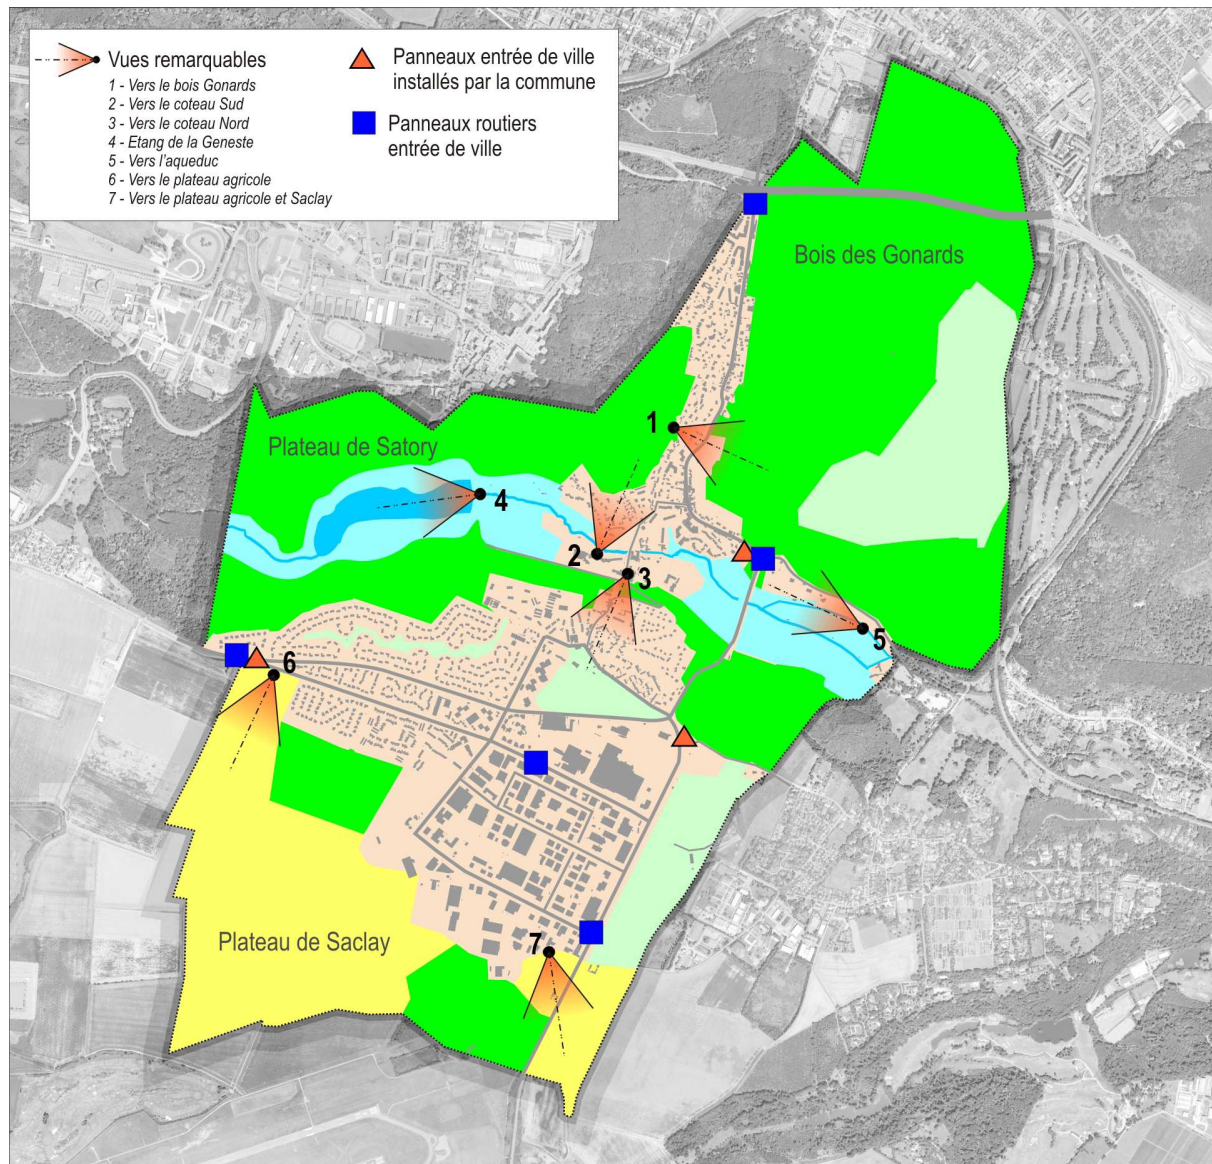 Vues remarquables
1 - Vers le bois Gonards
2 - Vers le coteau Sud
3 - Vers le coteau Nord
4 - Etang de la Geneste
5 - Vers l'aqueduc
6 - Vers le plateau agricole
7 - Vers le plateau agricole et Saclay
Panneaux entrée de ville
installés par la commune
Panneaux routiers
entrée de ville
Bois des Gonards
1
Plateau de Satory
4
2
3
5
6
7
Plateau de Saclay